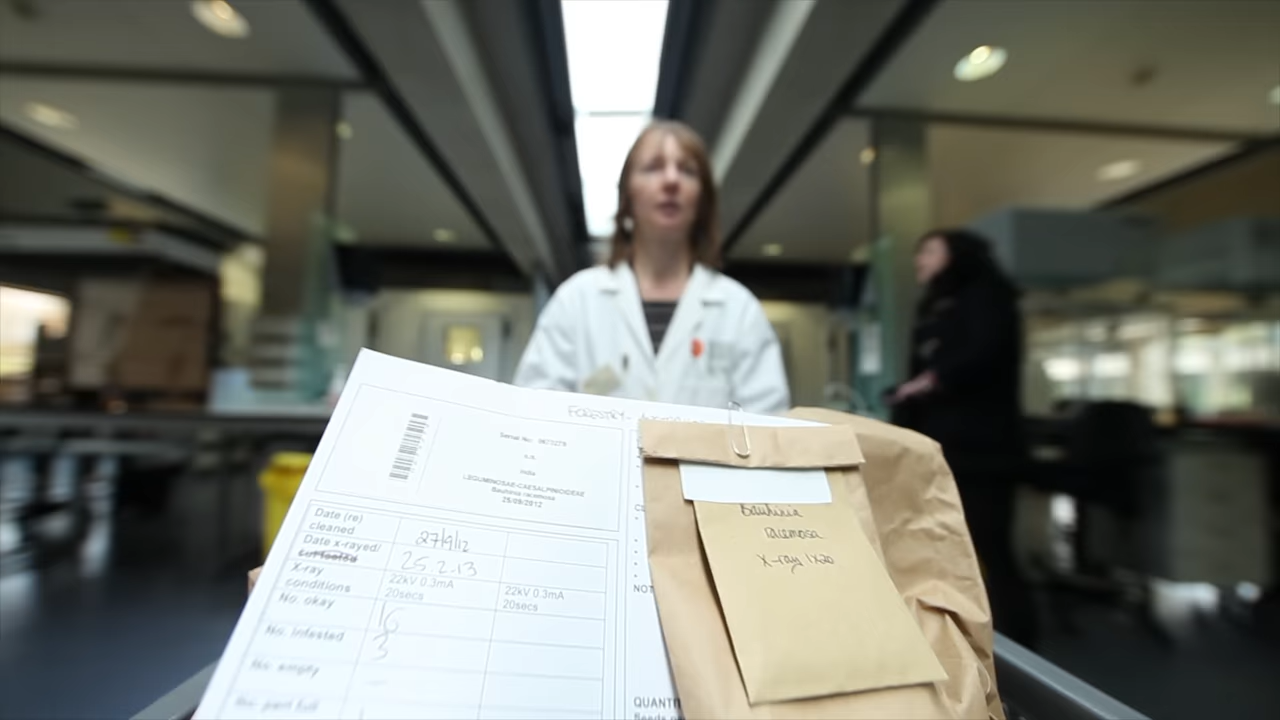 Serial No:
India
LEGUMINOSAE-CAESALPINIOIDEAE
Bauhinia racemosa
25/09/2012
Date (re)
cleaned
27/9/12
Date x-rayed/
25.2.13
X-ray
conditions
22kV 0.3mA
20secs
22kV 0.3mA
20secs
No. okay
16
No. infested
3
No. empty
No. part full
NOT
QUANTI
Seeds
Bauhinia
racemosa
X-ray 1x20